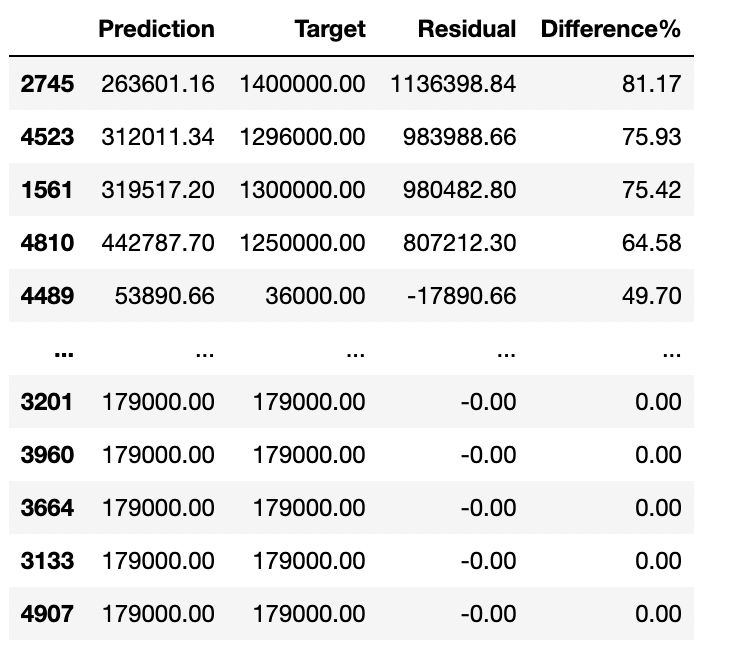 Prediction Target Residual Difference%
2745 263601.16 1400000.00 1136398.84 81.17
4523 312011.34 1296000.00 983988.66 75.93
1561 319517.20 1300000.00 980482.80 75.42
4810 442787.70 1250000.00 807212.30 64.58
4489 53890.66 36000.00 -17890.66 49.70
... ... ... ... ...
3201 179000.00 179000.00 -0.00 0.00
3960 179000.00 179000.00 -0.00 0.00
3664 179000.00 179000.00 -0.00 0.00
3133 179000.00 179000.00 -0.00 0.00
4907 179000.00 179000.00 -0.00 0.00